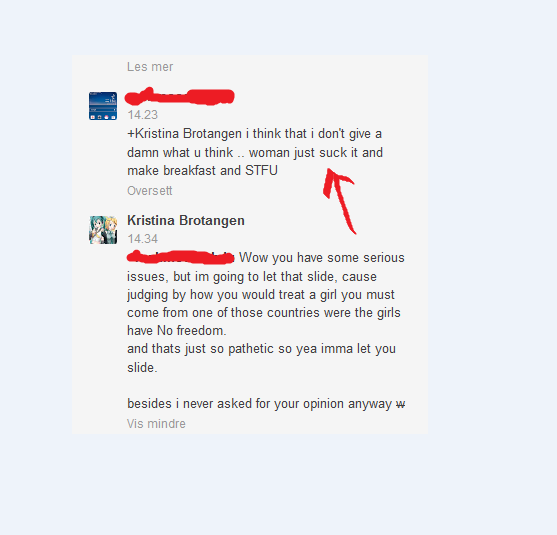 Les mer
14.23
+Kristina Brotangen i think that i don't give a
damn what u think .. woman just suck it and
make breakfast and STFU
Oversett
Kristina Brotangen
14.34
Wow you have some serious
issues, but im going to let that slide, cause
judging by how you would treat a girl you must
come from one of those countries were the girls
have No freedom.
and thats just so pathetic so yea imma let you
slide.
besides i never asked for your opinion anyway w
Vis mindre